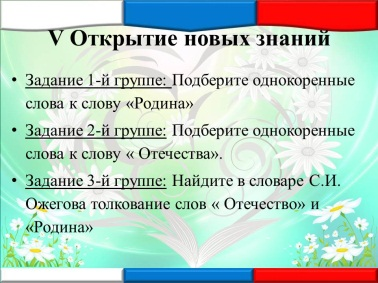 V Открытие новых знаний
• Задание 1-й группе: Подберите однокоренные
слова к слову «Родина»
• Задание 2-й группе: Подберите однокоренные
слова к слову « Отечества».
• Задание 3-й группе: Найдите в словаре С.И.
Ожегова толкование слов « Отечество» и
«Родина»